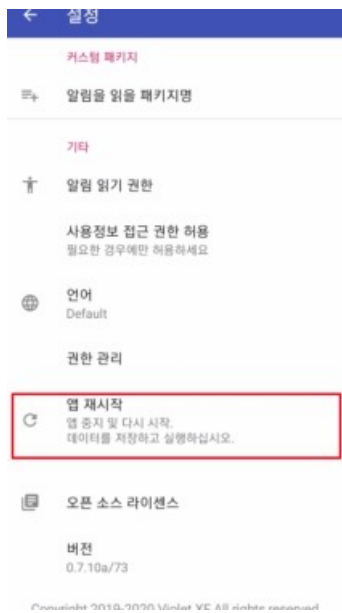 설정
커스텀 패키지
알림을 읽을 패키지명
기타
알림 읽기 권한
사용정보 접근 권한 허용
필요한 경우에만 허용하세요
언어
Default
권한 관리
앱 재시작
앱 중지 및 다시 시작.
데이터를 저장하고 실행하십시오.
오픈 소스 라이센스
버전
0.7.10a/73
Copyright 2019-2020 Violet XF All rights reserved